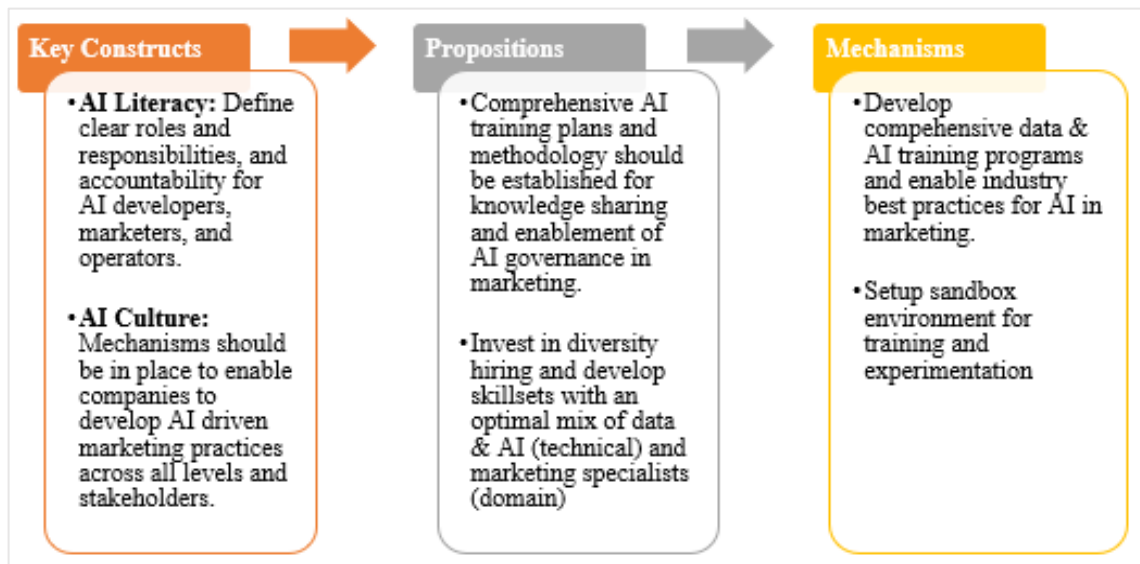 Key Constructs
•AI Literacy: Define
clear roles and
responsibilities, and
accountability for
AI developers,
marketers, and
operators.
•AI Culture:
Mechanisms should
be in place to enable
companies to
develop AI driven
marketing practices
across all levels and
stakeholders.
Propositions
•Comprehensive AI
training plans and
methodology should
be established for
knowledge sharing
and enablement of
AI governance in
marketing.
•Invest in diversity
hiring and develop
skillsets with an
optimal mix of data
& AI (technical) and
marketing specialists
(domain)
Mechanisms
•Develop
compehensive data &
AI training programs
and enable industry
best practices for AI in
marketing.
•Setup sandbox
environment for
training and
experimentation